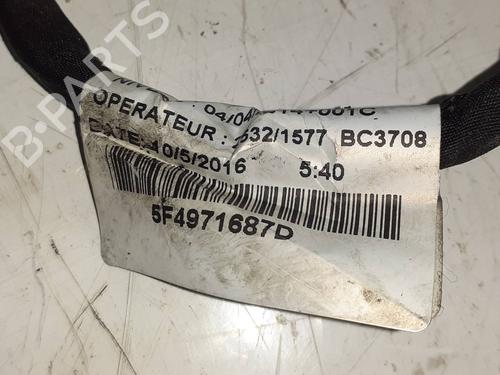 B-PARTS
OPERATEUR : 532/1577 BC3708
DATE: 10/5/2016 5:40
5F4971687D